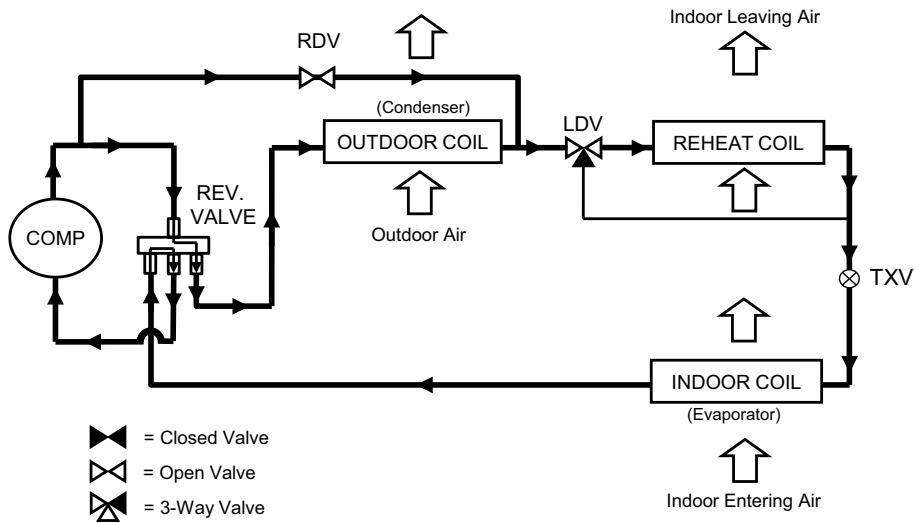 Indoor Leaving Air
RDV
(Condenser)
OUTDOOR COIL
LDV
REHEAT COIL
REV.
VALVE
COMP
Outdoor Air
TXV
INDOOR COIL
(Evaporator)
= Closed Valve
= Open Valve
= 3-Way Valve
Indoor Entering Air